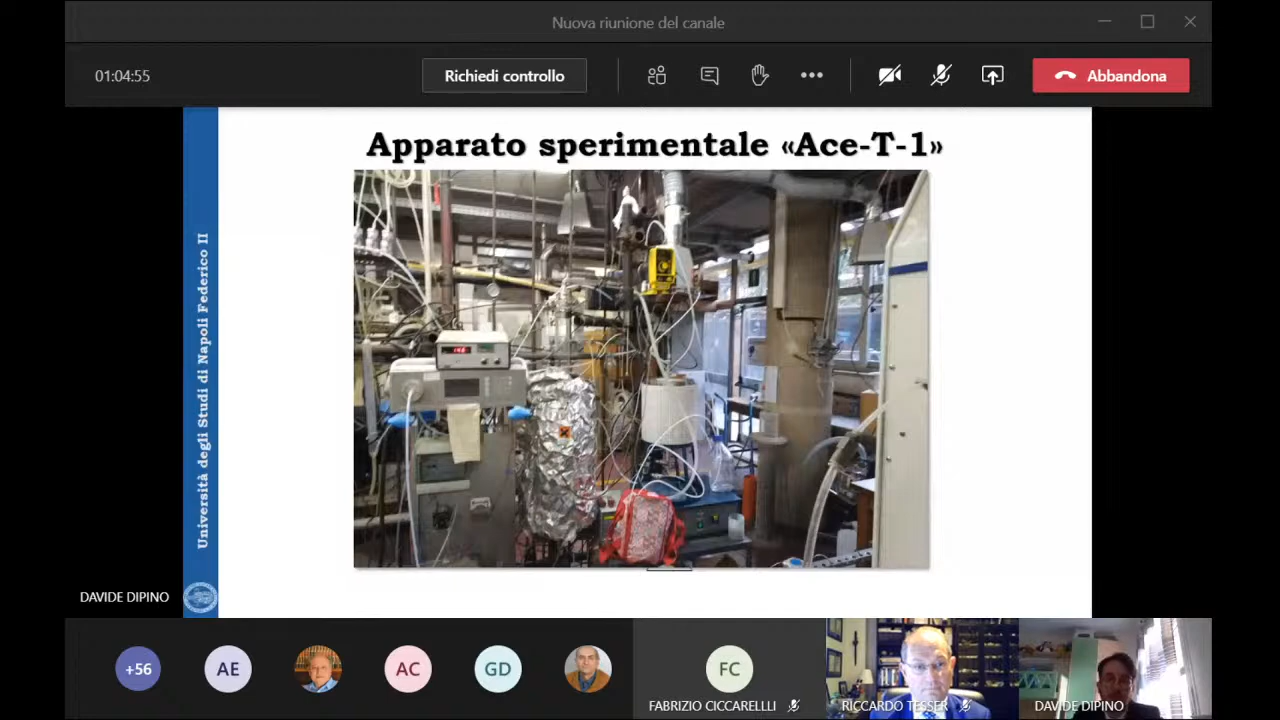 Nuova riunione del canale
01:04:55
Richiedi controllo
Abbandona
Apparato sperimentale «Ace-T-1»
Università degli Studi di Napoli Federico II
DAVIDE DIPINO
+56
AE
AC
GD
FC
FABRIZIO CICCARELLLI
RICCARDO TESSER
DAVIDE DIPINO